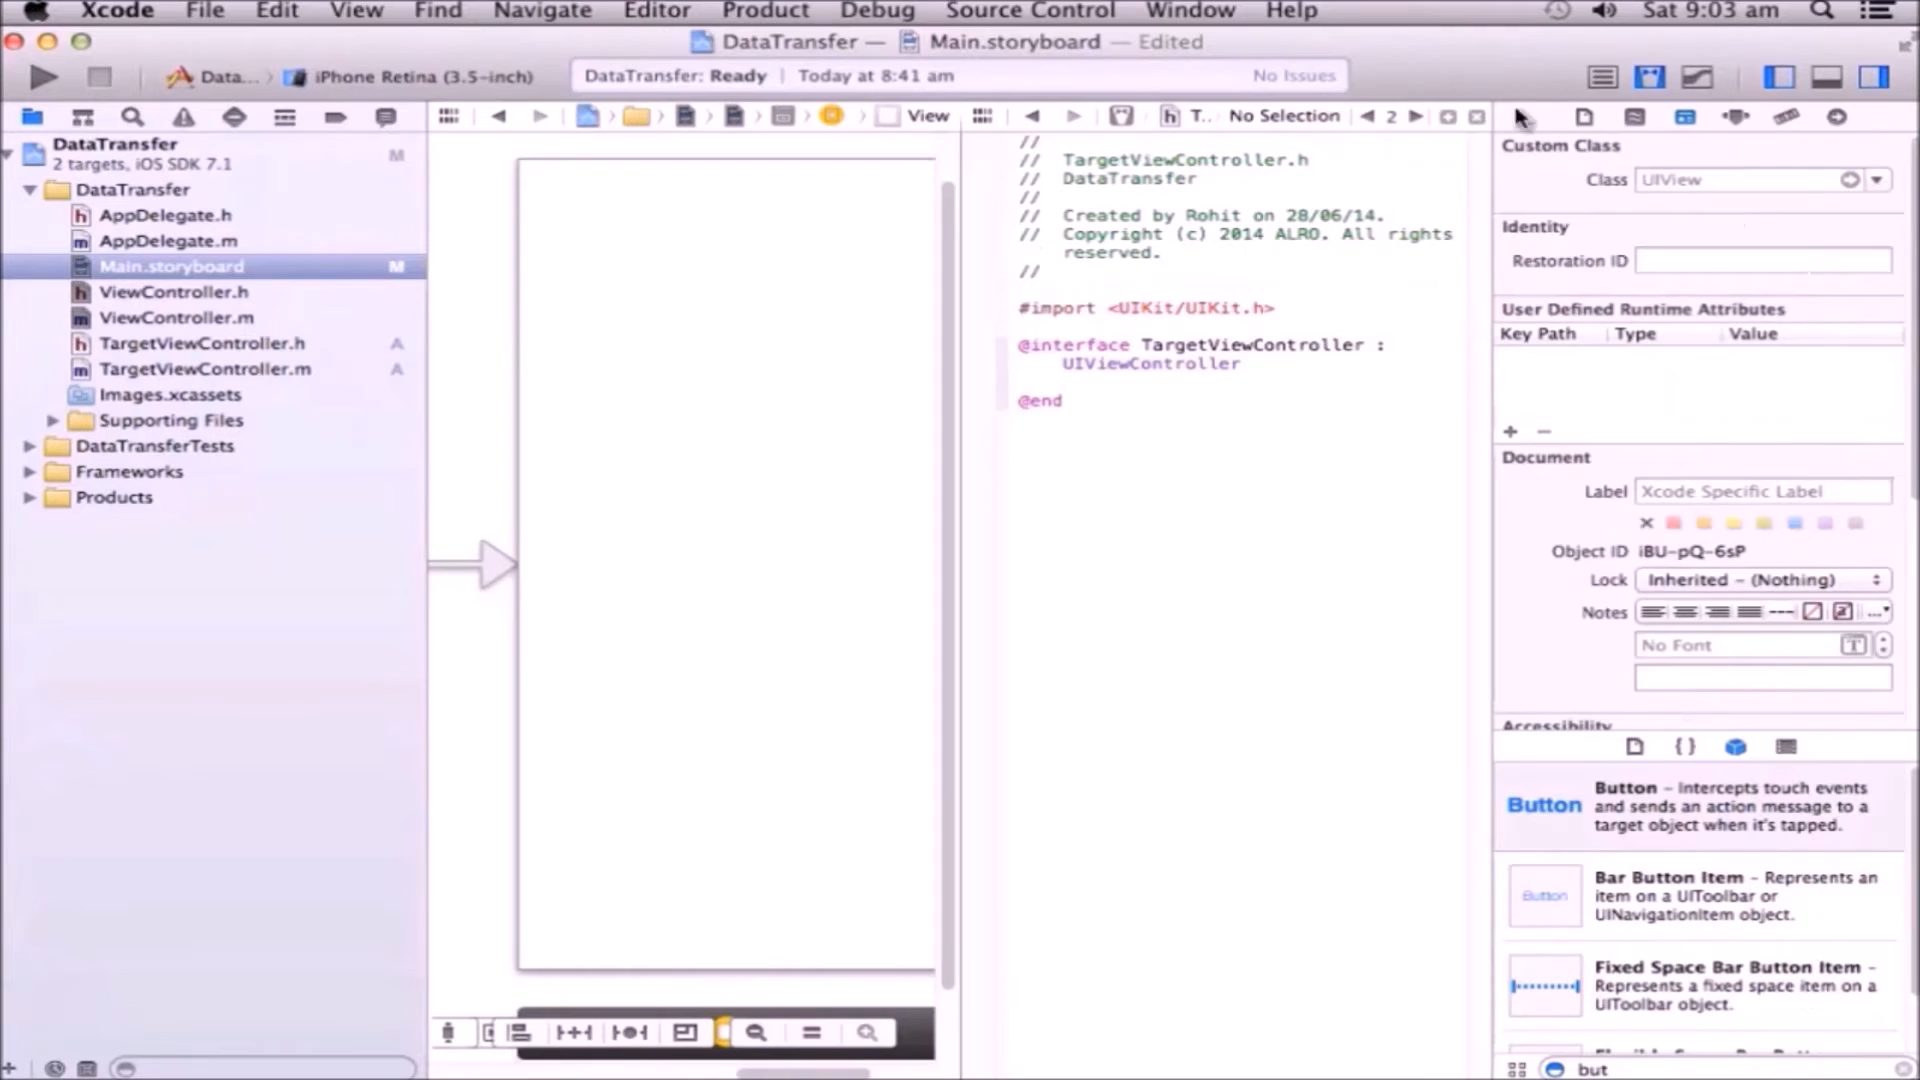 Xcode File Edit View Find Navigate Editor Product Debug Source Control Window Help Sat 9:03 am
DataTransfer — Main.storyboard — Edited
Data... iPhone Retina (3.5-inch) DataTransfer: Ready Today at 8:41 am No Issues
View T.. No Selection 2
DataTransfer M
2 targets, iOS SDK 7.1
DataTransfer
AppDelegate.h
AppDelegate.m
Main.storyboard M
ViewController.h
ViewController.m
TargetViewController.h A
TargetViewController.m A
Images.xcassets
Supporting Files
DataTransferTests
Frameworks
Products
//
// TargetViewController.h
// DataTransfer
//
// Created by Rohit on 28/06/14.
// Copyright (c) 2014 ALRO. All rights
reserved.
//
#import <UIKit/UIKit.h>
@interface TargetViewController :
UIViewController
@end
Custom Class
Class UIView
Identity
Restoration ID
User Defined Runtime Attributes
Key Path Type Value
+ −
Document
Label Xcode Specific Label
Object ID iBU-pQ-6sP
Lock Inherited - (Nothing)
Notes
No Font
Accessibility
Button Button - Intercepts touch events
and sends an action message to a
target object when it's tapped.
Button Bar Button Item - Represents an
item on a UIToolbar or
UINavigationItem object.
Fixed Space Bar Button Item -
Represents a fixed space item on a
UIToolbar object.
but